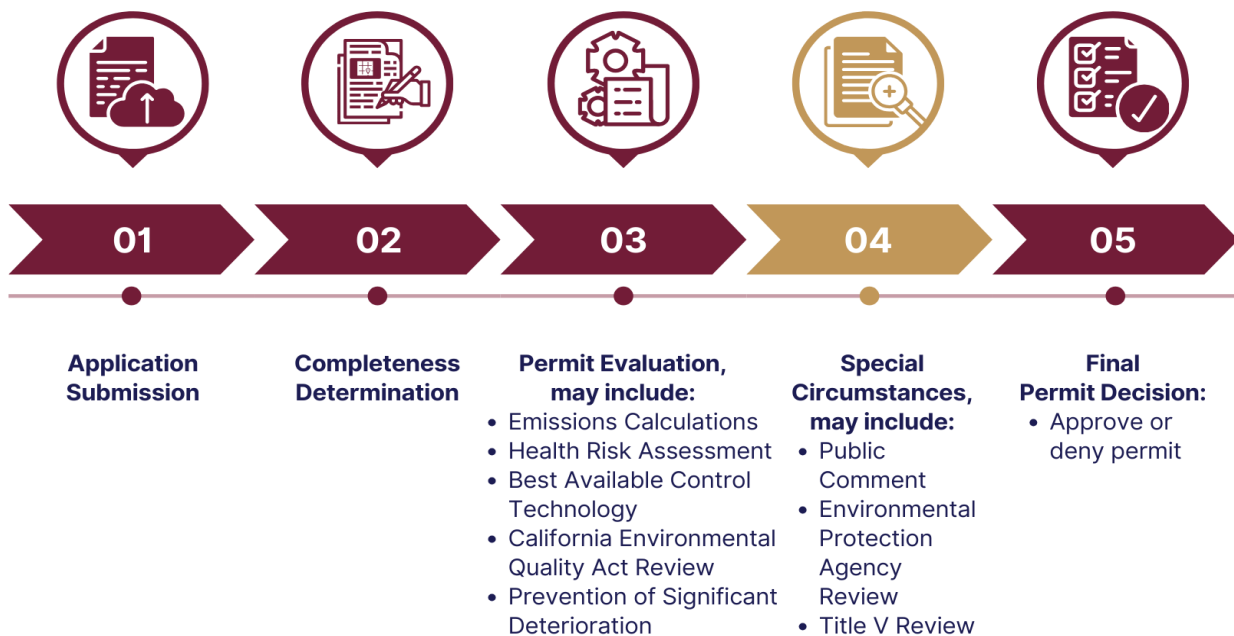 01
02
03
04
05
Application
Submission
Completeness
Determination
Permit Evaluation,
may include:
• Emissions Calculations
• Health Risk Assessment
• Best Available Control
Technology
• California Environmental
Quality Act Review
• Prevention of Significant
Deterioration
Special
Circumstances,
may include:
• Public
Comment
• Environmental
Protection
Agency
Review
• Title V Review
Final
Permit Decision:
• Approve or
deny permit